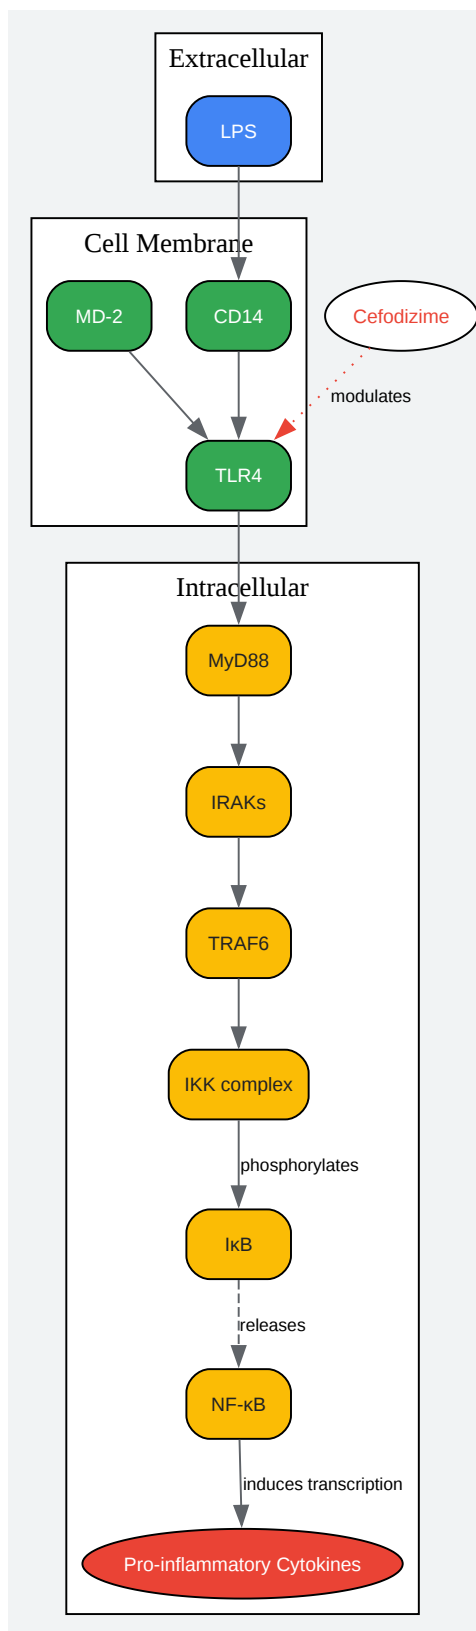 Extracellular
LPS
Cell Membrane
MD-2
CD14
Cefodizime
modulates
TLR4
Intracellular
MyD88
IRAKs
TRAF6
IKK complex
phosphorylates
IκB
releases
NF-κB
induces transcription
Pro-inflammatory Cytokines